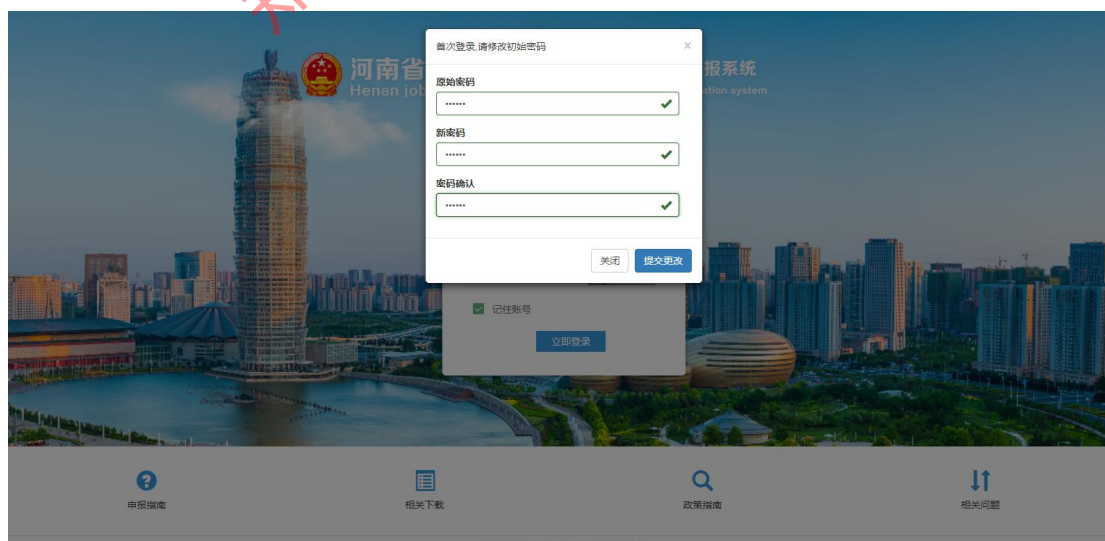 首次登录,请修改初始密码
×
河南省
报系统
Henan job
ation system
原始密码
······
新密码
······
密码确认
······
关闭
提交更改
记住账号
立即登录
申报指南
相关下载
政策指南
相关问题